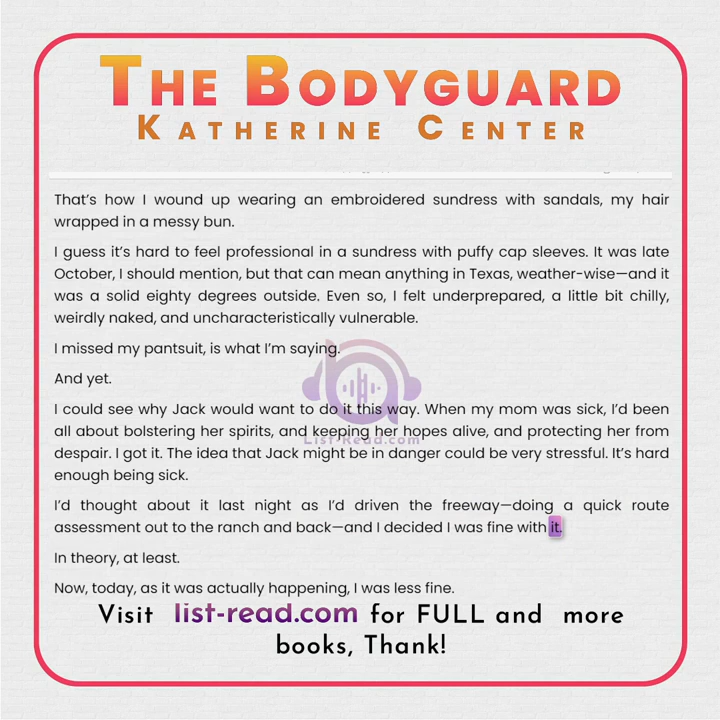 THE BODYGUARD
KATHERINE CENTER
That's how I wound up wearing an embroidered sundress with sandals, my hair
wrapped in a messy bun.
I guess it's hard to feel professional in a sundress with puffy cap sleeves. It was late
October, I should mention, but that can mean anything in Texas, weather-wise—and it
was a solid eighty degrees outside. Even so, I felt underprepared, a little bit chilly,
weirdly naked, and uncharacteristically vulnerable.
I missed my pantsuit, is what I'm saying.
And yet.
I could see why Jack would want to do it this way. When my mom was sick, I'd been
all about bolstering her spirits, and keeping her hopes alive, and protecting her from
List-Read.com
despair. I got it. The idea that Jack might be in danger could be very stressful. It's hard
enough being sick.
I'd thought about it last night as I'd driven the freeway—doing a quick route
assessment out to the ranch and back—and I decided I was fine with it.
In theory, at least.
Now, today, as it was actually happening, I was less fine.
Visit list-read.com for FULL and more
books, Thank!